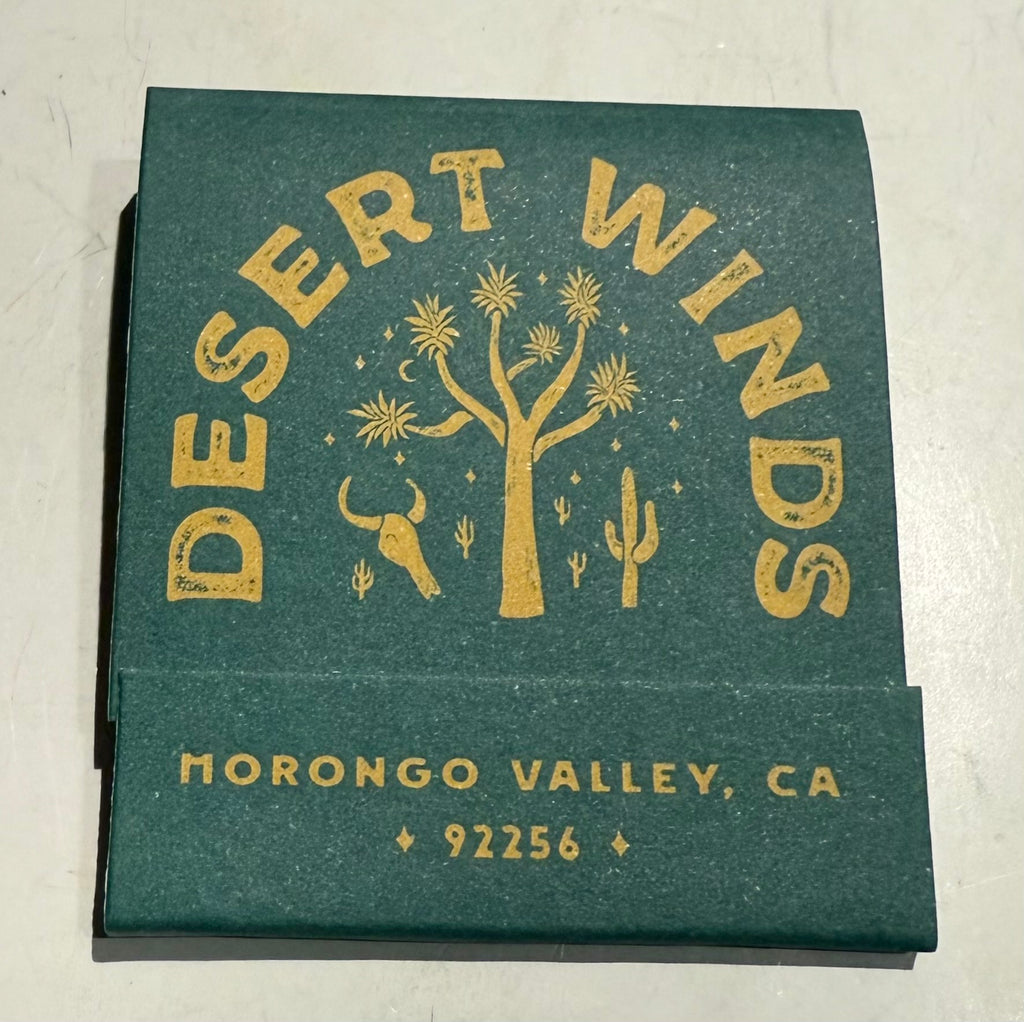 DESERT WINDS
MORONGO VALLEY, CA
92256